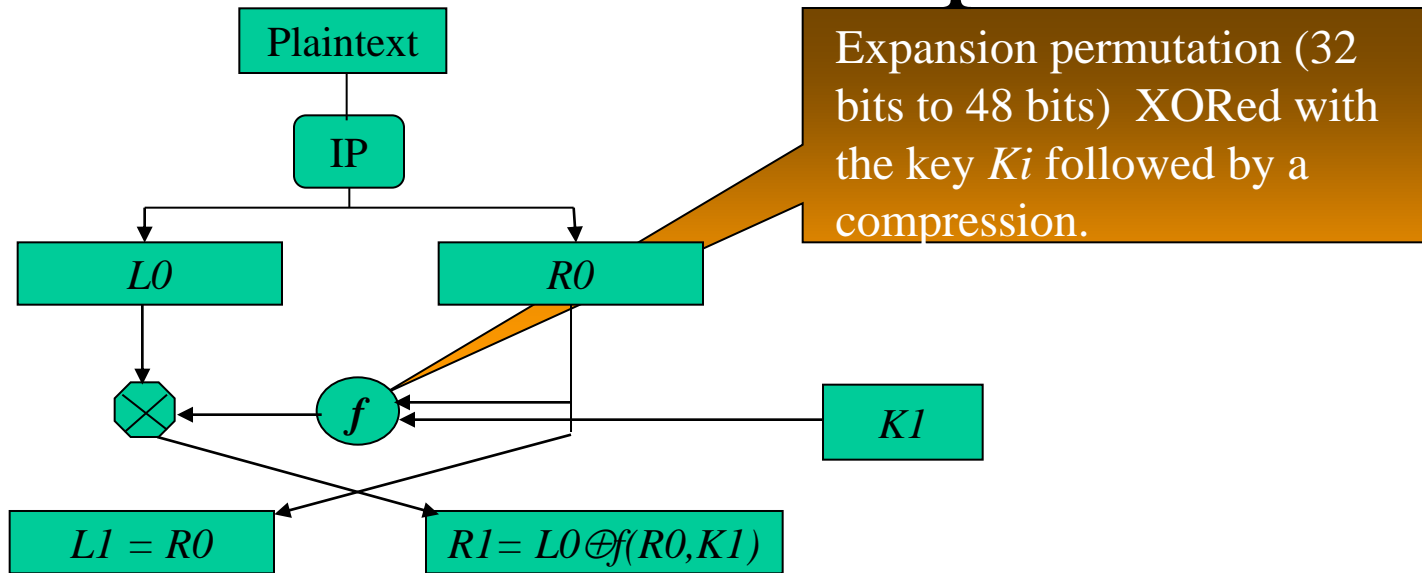 Plaintext
Expansion permutation (32
bits to 48 bits) XORed with
the key Ki followed by a
compression.
IP
L0
R0
f
K1
L1 = R0
R1= L0⊕f(R0,K1)